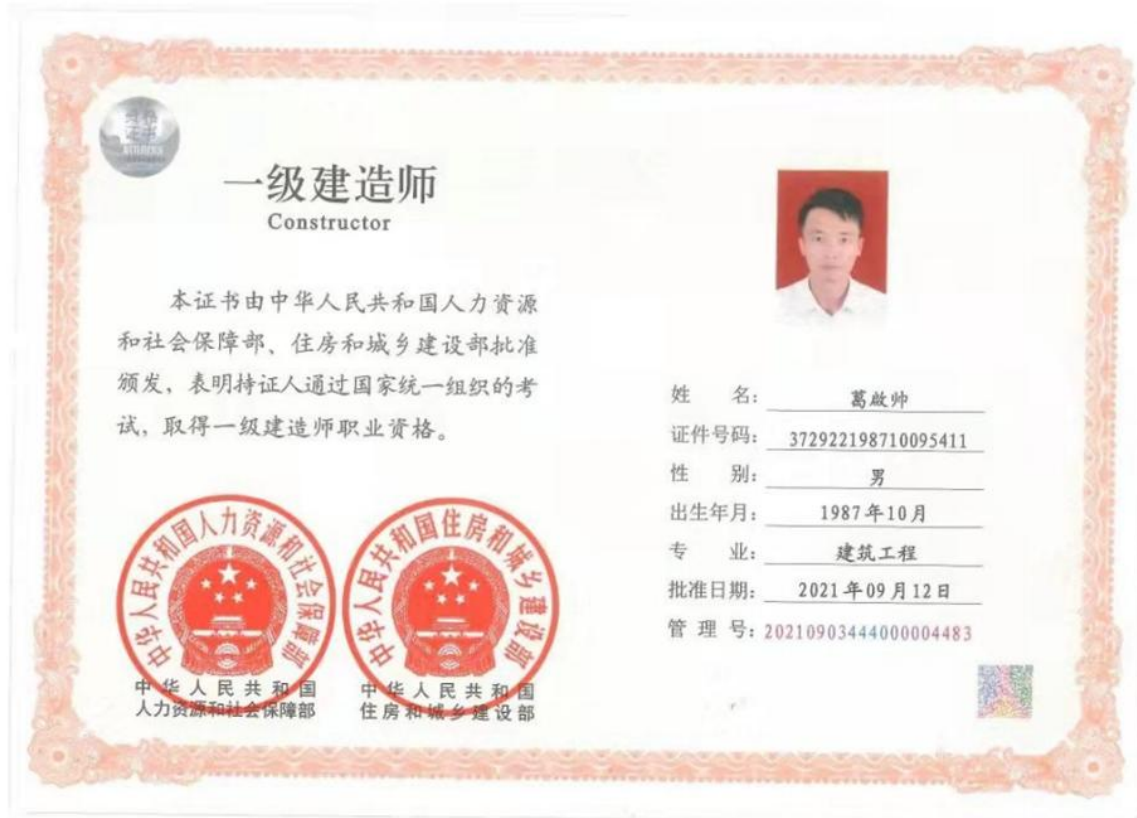 资格
证书
一级建造师
Constructor
本证书由中华人民共和国人力资源
和社会保障部、住房和城乡建设部批准
颁发，表明持证人通过国家统一组织的考
试，取得一级建造师职业资格。
中华人民共和国人力资源和社会保障部
中华人民共和国住房和城乡建设部
中华人民共和国
人力资源和社会保障部
中华人民共和国
住房和城乡建设部
姓 名：葛啟帅
证件号码：372922198710095411
性 别：男
出生年月：1987年10月
专 业：建筑工程
批准日期：2021年09月12日
管 理 号：20210903444000004483